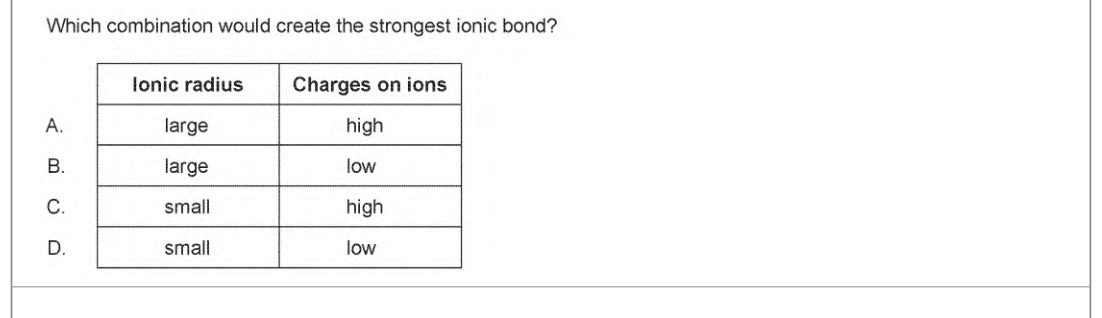 Which combination would create the strongest ionic bond?
Ionic radius Charges on ions
A. large high
B. large low
C. small high
D. small low